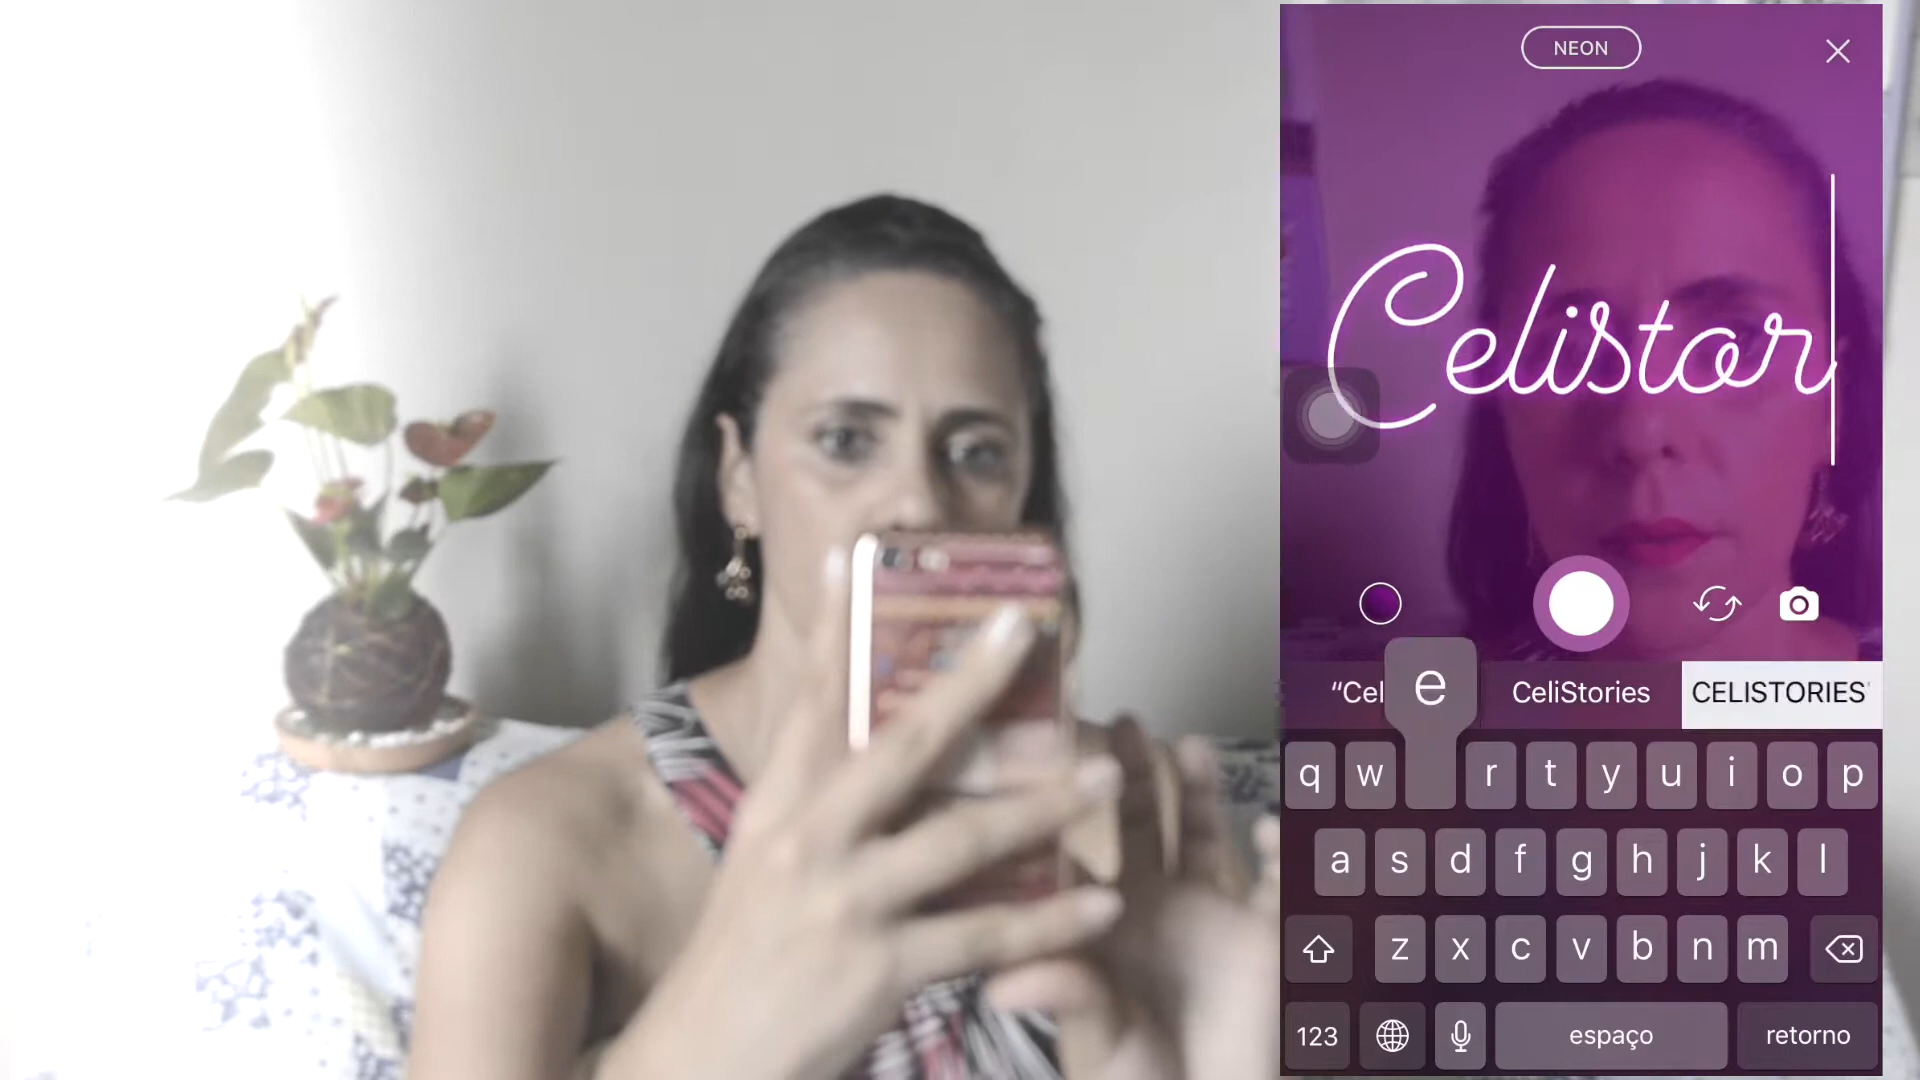 NEON
Celistor
“Cel
e
CeliStories
CELISTORIES
q w r t y u i o p
a s d f g h j k l
z x c v b n m
123 espaço retorno